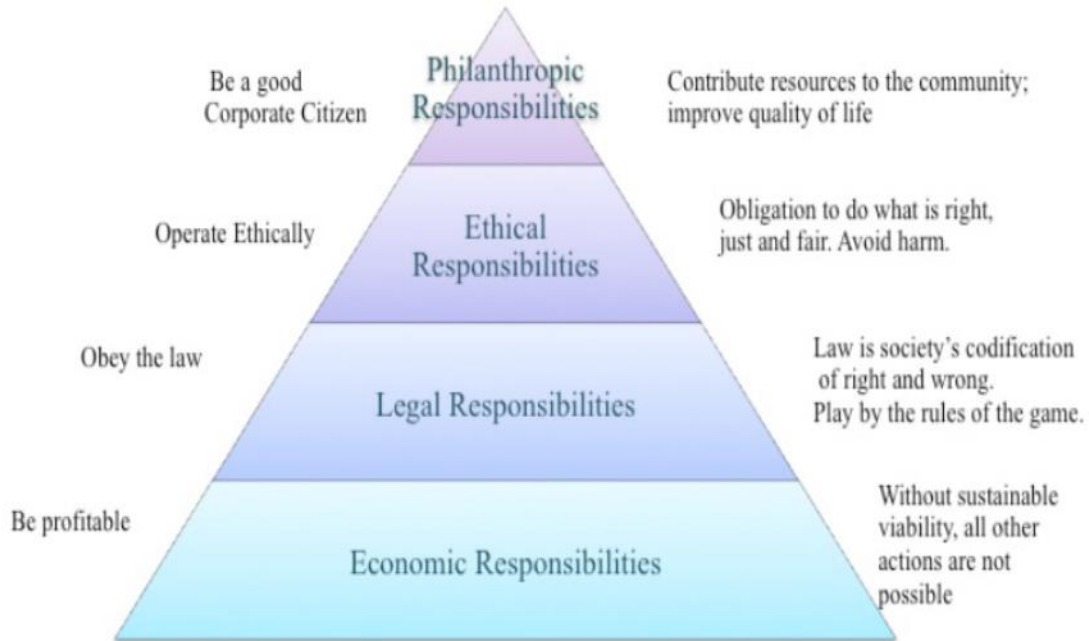 Be a good
Corporate Citizen
Philanthropic
Responsibilities
Contribute resources to the community;
improve quality of life
Operate Ethically
Ethical
Responsibilities
Obligation to do what is right,
just and fair. Avoid harm.
Obey the law
Legal Responsibilities
Law is society’s codification
of right and wrong.
Play by the rules of the game.
Be profitable
Economic Responsibilities
Without sustainable
viability, all other
actions are not
possible